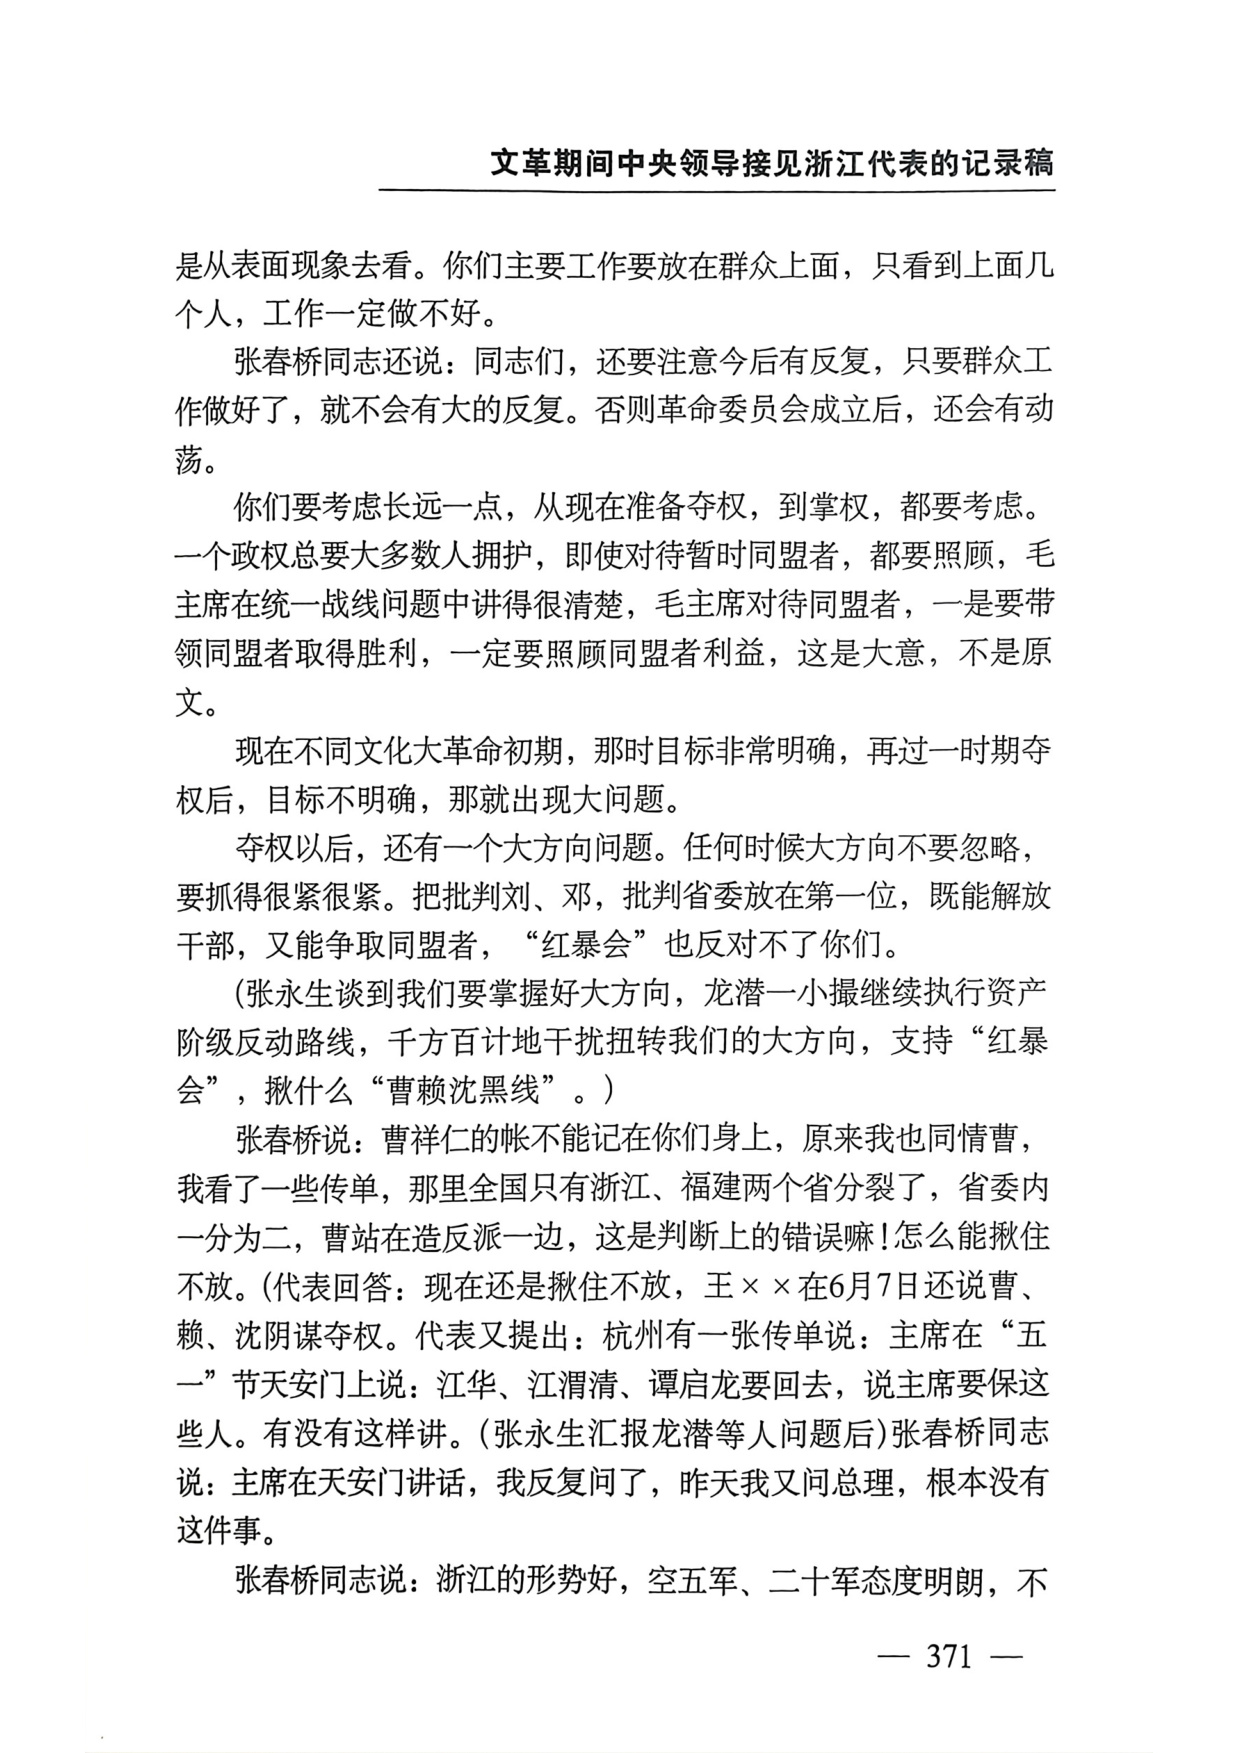 文革期间中央领导接见浙江代表的记录稿
是从表面现象去看。你们主要工作要放在群众上面，只看到上面几
个人，工作一定做不好。
张春桥同志还说：同志们，还要注意今后有反复，只要群众工
作做好了，就不会有大的反复。否则革命委员会成立后，还会有动
荡。
你们要考虑长远一点，从现在准备夺权，到掌权，都要考虑。
一个政权总要大多数人拥护，即使对待暂时同盟者，都要照顾，毛
主席在统一战线问题中讲得很清楚，毛主席对待同盟者，一是要带
领同盟者取得胜利，一定要照顾同盟者利益，这是大意，不是原
文。
现在不同文化大革命初期，那时目标非常明确，再过一时期夺
权后，目标不明确，那就出现大问题。
夺权以后，还有一个大方向问题。任何时候大方向不要忽略，
要抓得很紧很紧。把批判刘、邓，批判省委放在第一位，既能解放
干部，又能争取同盟者，“红暴会”也反对不了你们。
(张永生谈到我们要掌握好大方向，龙潜一小撮继续执行资产
阶级反动路线，千方百计地干扰扭转我们的大方向，支持“红暴
会”，揪什么“曹赖沈黑线”。)
张春桥说：曹祥仁的帐不能记在你们身上，原来我也同情曹，
我看了一些传单，那里全国只有浙江、福建两个省分裂了，省委内
一分为二，曹站在造反派一边，这是判断上的错误嘛！怎么能揪住
不放。(代表回答：现在还是揪住不放，王××在6月7日还说曹、
赖、沈阴谋夺权。代表又提出：杭州有一张传单说：主席在“五
一”节天安门上说：江华、江渭清、谭启龙要回去，说主席要保这
些人。有没有这样讲。(张永生汇报龙潜等人问题后)张春桥同志
说：主席在天安门讲话，我反复问了，昨天我又问总理，根本没有
这件事。
张春桥同志说：浙江的形势好，空五军、二十军态度明朗，不
— 371 —